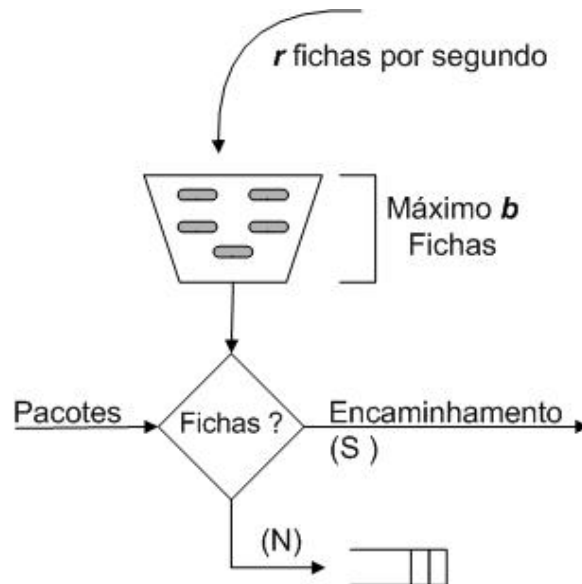 r fichas por segundo
Máximo b
Fichas
Pacotes
Fichas ?
Encaminhamento
(S )
(N)